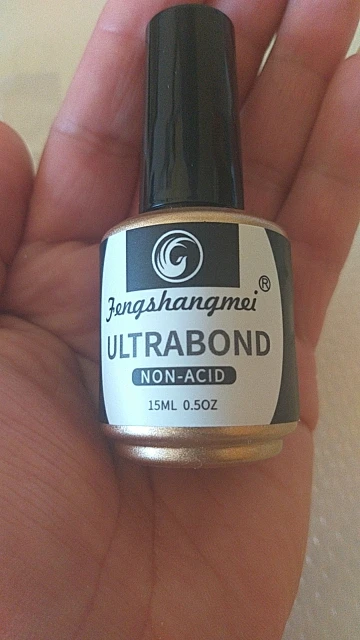 Fengshangmei®
ULTRABOND
NON-ACID
15ML 0.5OZ